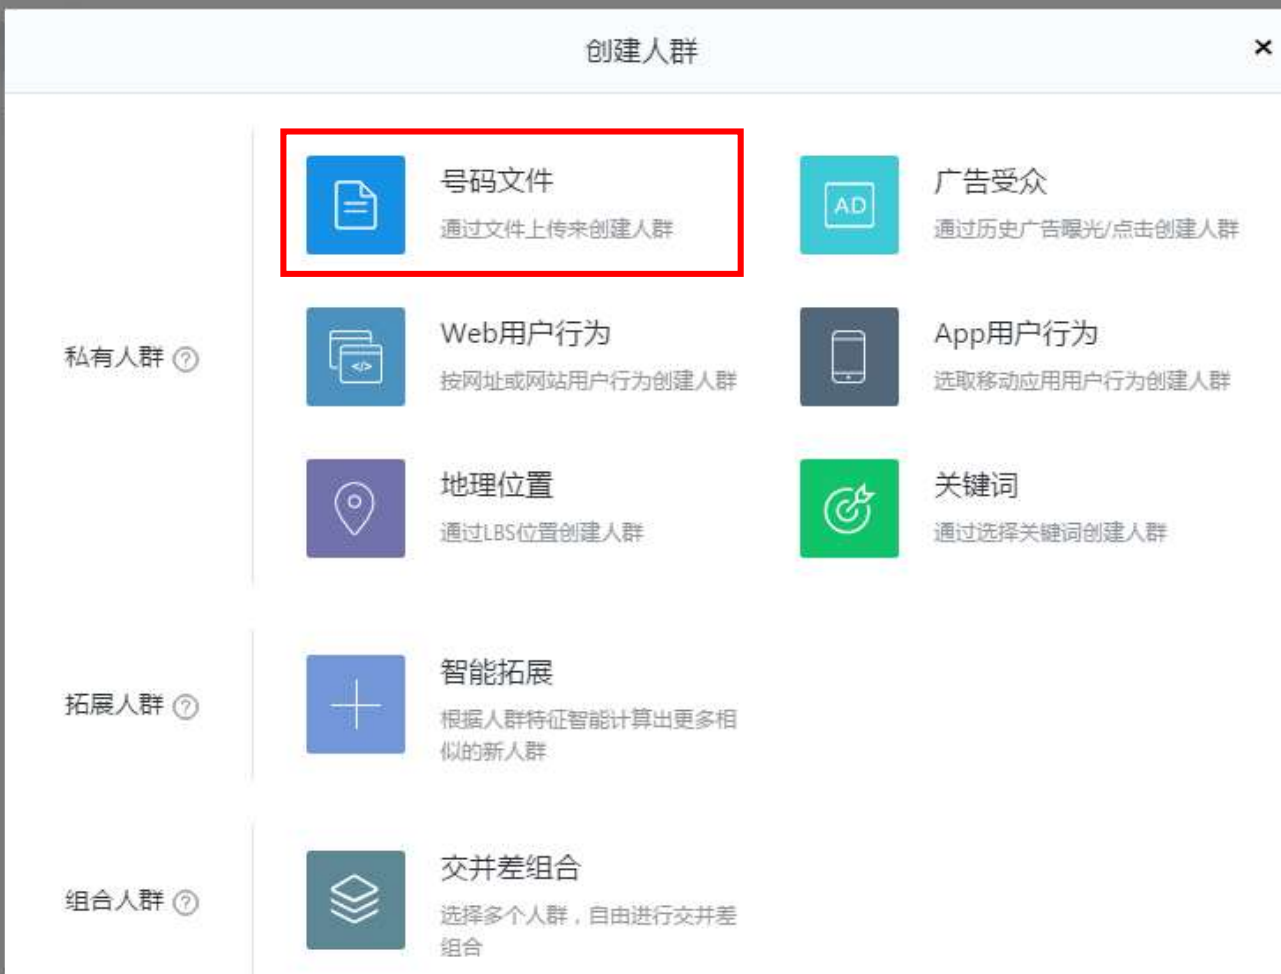 创建人群
×
私有人群 ?
号码文件
通过文件上传来创建人群
AD
广告受众
通过历史广告曝光/点击创建人群
</>
Web用户行为
按网址或网站用户行为创建人群
App用户行为
选取移动应用用户行为创建人群
地理位置
通过LBS位置创建人群
关键词
通过选择关键词创建人群
拓展人群 ?
智能拓展
根据人群特征智能计算出更多相
似的新人群
组合人群 ?
交并差组合
选择多个人群，自由进行交并差
组合